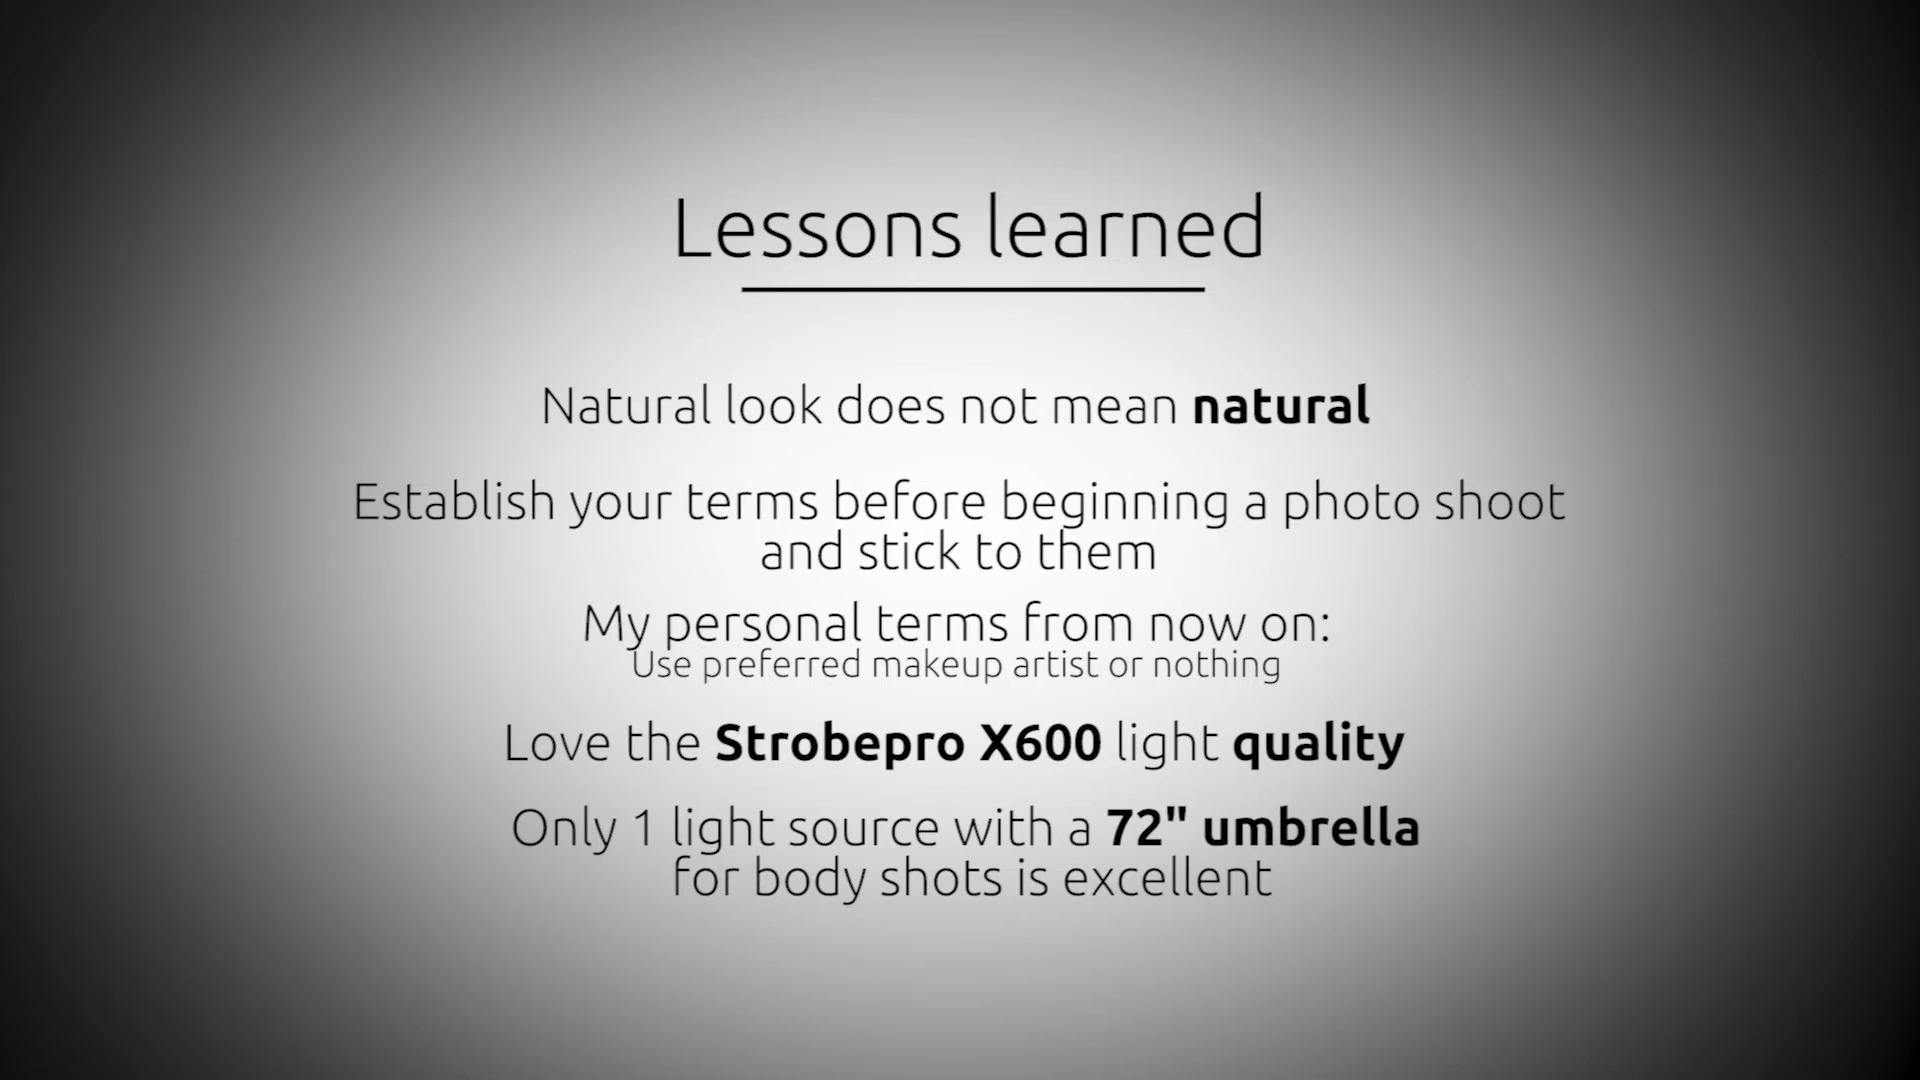 Lessons learned
Natural look does not mean natural
Establish your terms before beginning a photo shoot
and stick to them
My personal terms from now on:
Use preferred makeup artist or nothing
Love the Strobepro X600 light quality
Only 1 light source with a 72" umbrella
for body shots is excellent